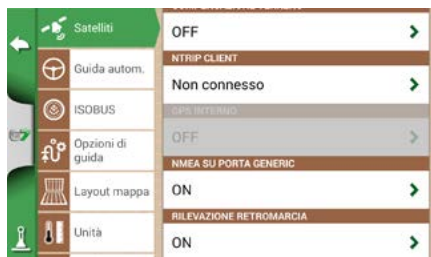 Satelliti
Guida autom.
ISOBUS
Opzioni di
guida
Layout mappa
Unità
OFF
NTRIP CLIENT
Non connesso
GPS INTERNO
OFF
NMEA SU PORTA GENERIC
ON
RILEVAZIONE RETROMARCIA
ON